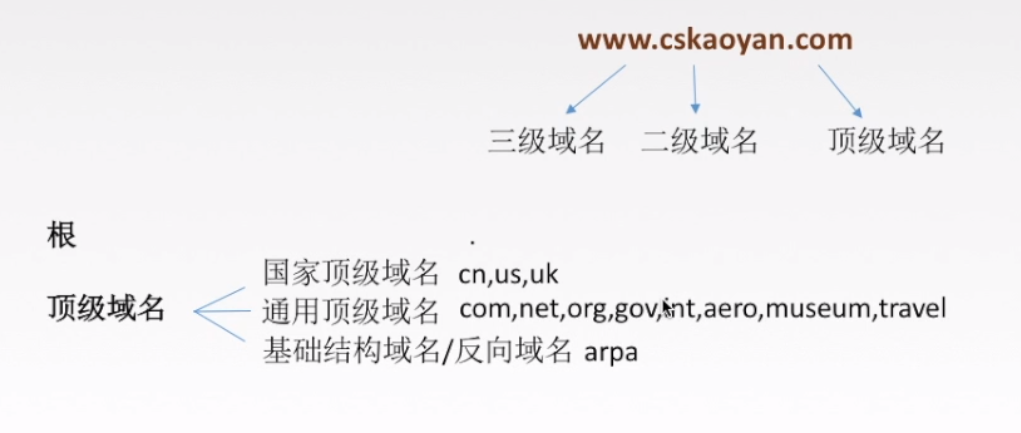 www.cskaoyan.com
三级域名 二级域名 顶级域名
根 .
国家顶级域名 cn,us,uk
顶级域名 通用顶级域名 com,net,org,gov,int,aero,museum,travel
基础结构域名/反向域名 arpa